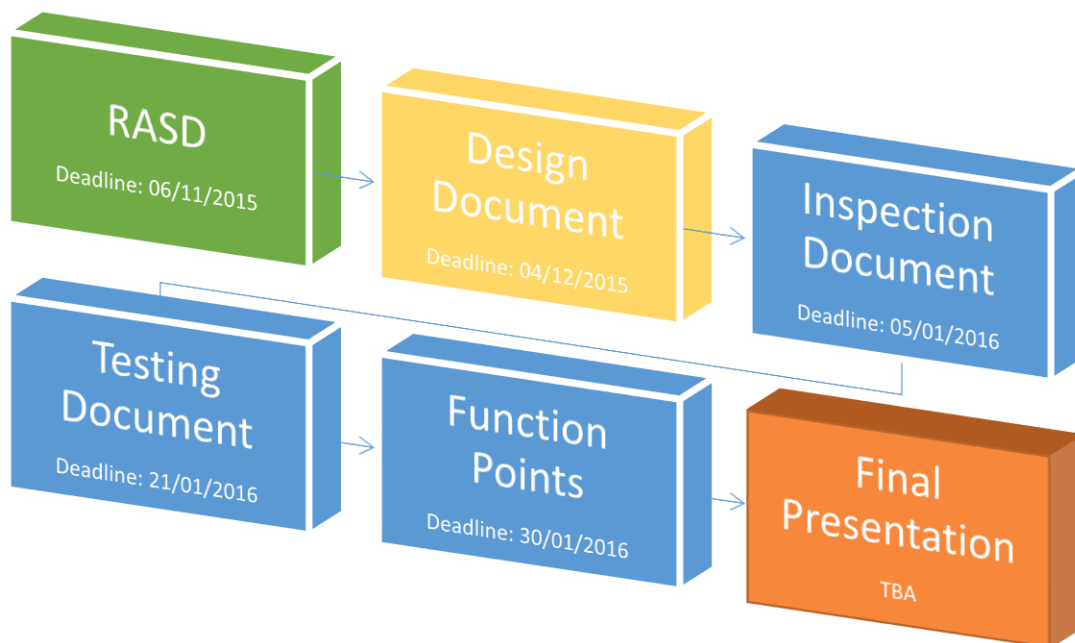 RASD
Deadline: 06/11/2015
Design
Document
Deadline: 04/12/2015
Inspection
Document
Deadline: 05/01/2016
Testing
Document
Deadline: 21/01/2016
Function
Points
Deadline: 30/01/2016
Final
Presentation
TBA